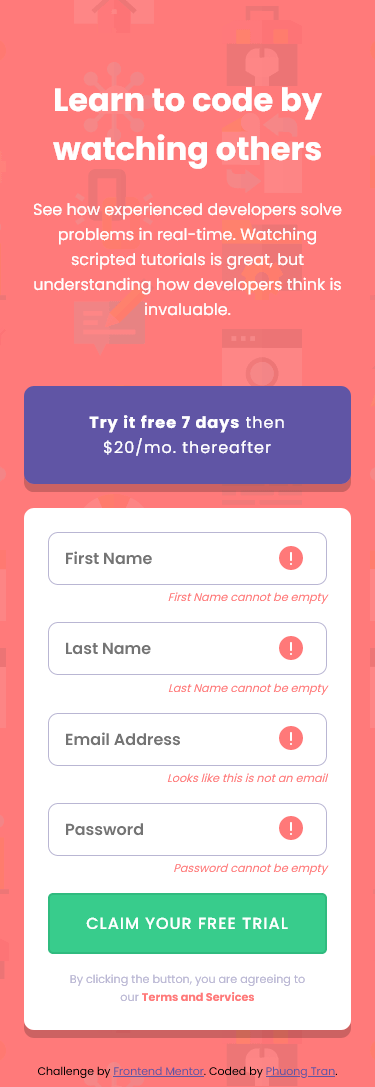 Learn to code by
watching others
See how experienced developers solve
problems in real-time. Watching
scripted tutorials is great, but
understanding how developers think is
invaluable.
Try it free 7 days then
$20/mo. thereafter
First Name
First Name cannot be empty
Last Name
Last Name cannot be empty
Email Address
Looks like this is not an email
Password
Password cannot be empty
CLAIM YOUR FREE TRIAL
By clicking the button, you are agreeing to
our Terms and Services
Challenge by Frontend Mentor. Coded by Phuong Tran.